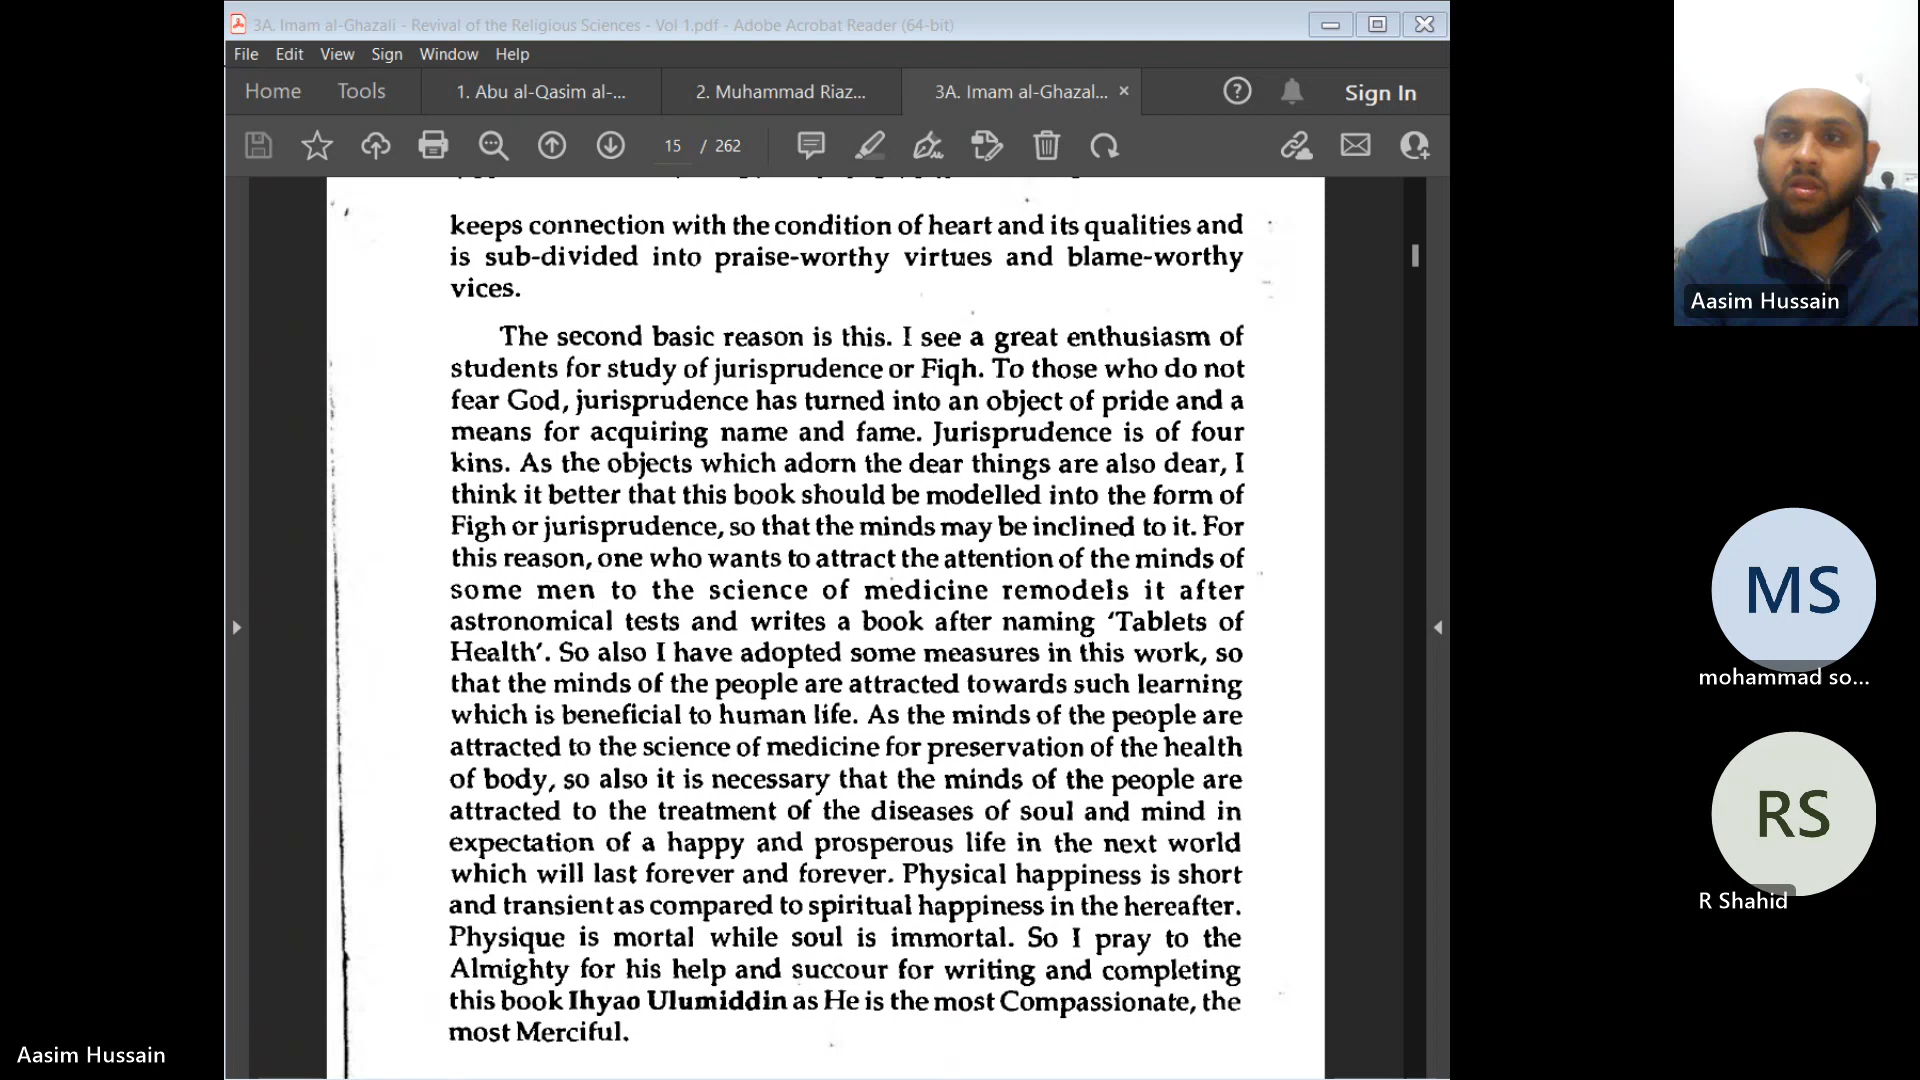 3A. Imam al-Ghazali - Revival of the Religious Sciences - Vol 1.pdf - Adobe Acrobat Reader (64-bit)
File Edit View Sign Window Help
Home Tools 1. Abu al-Qasim al-... 2. Muhammad Riaz... 3A. Imam al-Ghazal... × Sign In
15 / 262
keeps connection with the condition of heart and its qualities and
is sub-divided into praise-worthy virtues and blame-worthy
vices.
The second basic reason is this. I see a great enthusiasm of
students for study of jurisprudence or Fiqh. To those who do not
fear God, jurisprudence has turned into an object of pride and a
means for acquiring name and fame. Jurisprudence is of four
kins. As the objects which adorn the dear things are also dear, I
think it better that this book should be modelled into the form of
Figh or jurisprudence, so that the minds may be inclined to it. For
this reason, one who wants to attract the attention of the minds of
some men to the science of medicine remodels it after
astronomical tests and writes a book after naming ‘Tablets of
Health’. So also I have adopted some measures in this work, so
that the minds of the people are attracted towards such learning
which is beneficial to human life. As the minds of the people are
attracted to the science of medicine for preservation of the health
of body, so also it is necessary that the minds of the people are
attracted to the treatment of the diseases of soul and mind in
expectation of a happy and prosperous life in the next world
which will last forever and forever. Physical happiness is short
and transient as compared to spiritual happiness in the hereafter.
Physique is mortal while soul is immortal. So I pray to the
Almighty for his help and succour for writing and completing
this book Ihyao Ulumiddin as He is the most Compassionate, the
most Merciful.
Aasim Hussain
MS
mohammad so...
RS
R Shahid
Aasim Hussain